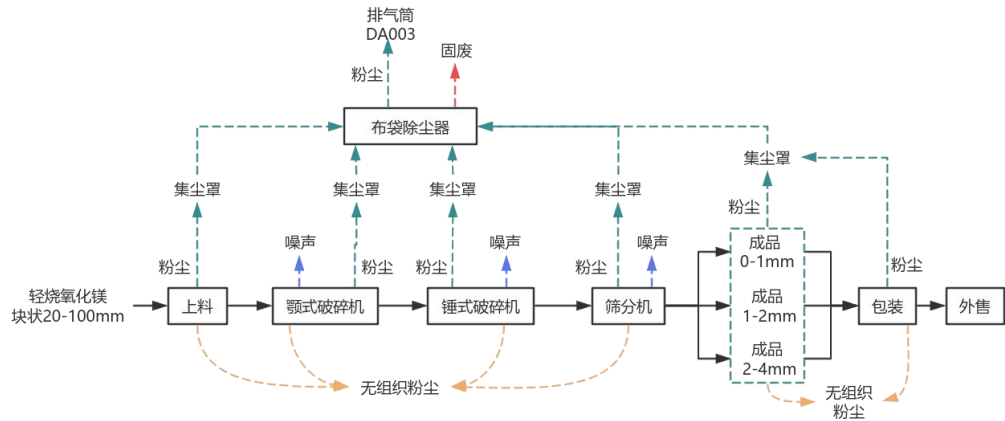 排气筒
DA003
固废
粉尘
布袋除尘器
集尘罩
集尘罩
集尘罩
集尘罩
集尘罩
粉尘
噪声
噪声
噪声
成品
0-1mm
粉尘
粉尘
粉尘
粉尘
粉尘
轻烧氧化镁
块状20-100mm
上料
颚式破碎机
锤式破碎机
筛分机
成品
1-2mm
包装
外售
成品
2-4mm
无组织粉尘
无组织
粉尘